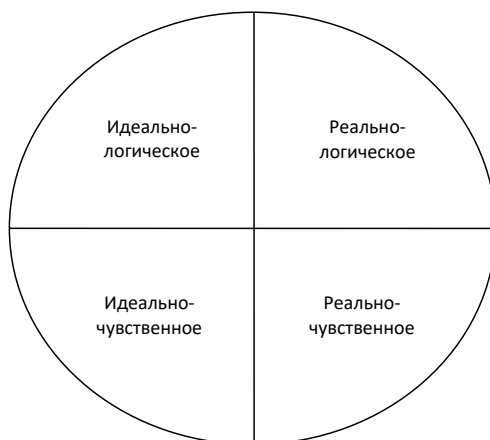 Идеально-
логическое
Реально-
логическое
Идеально-
чувственное
Реально-
чувственное